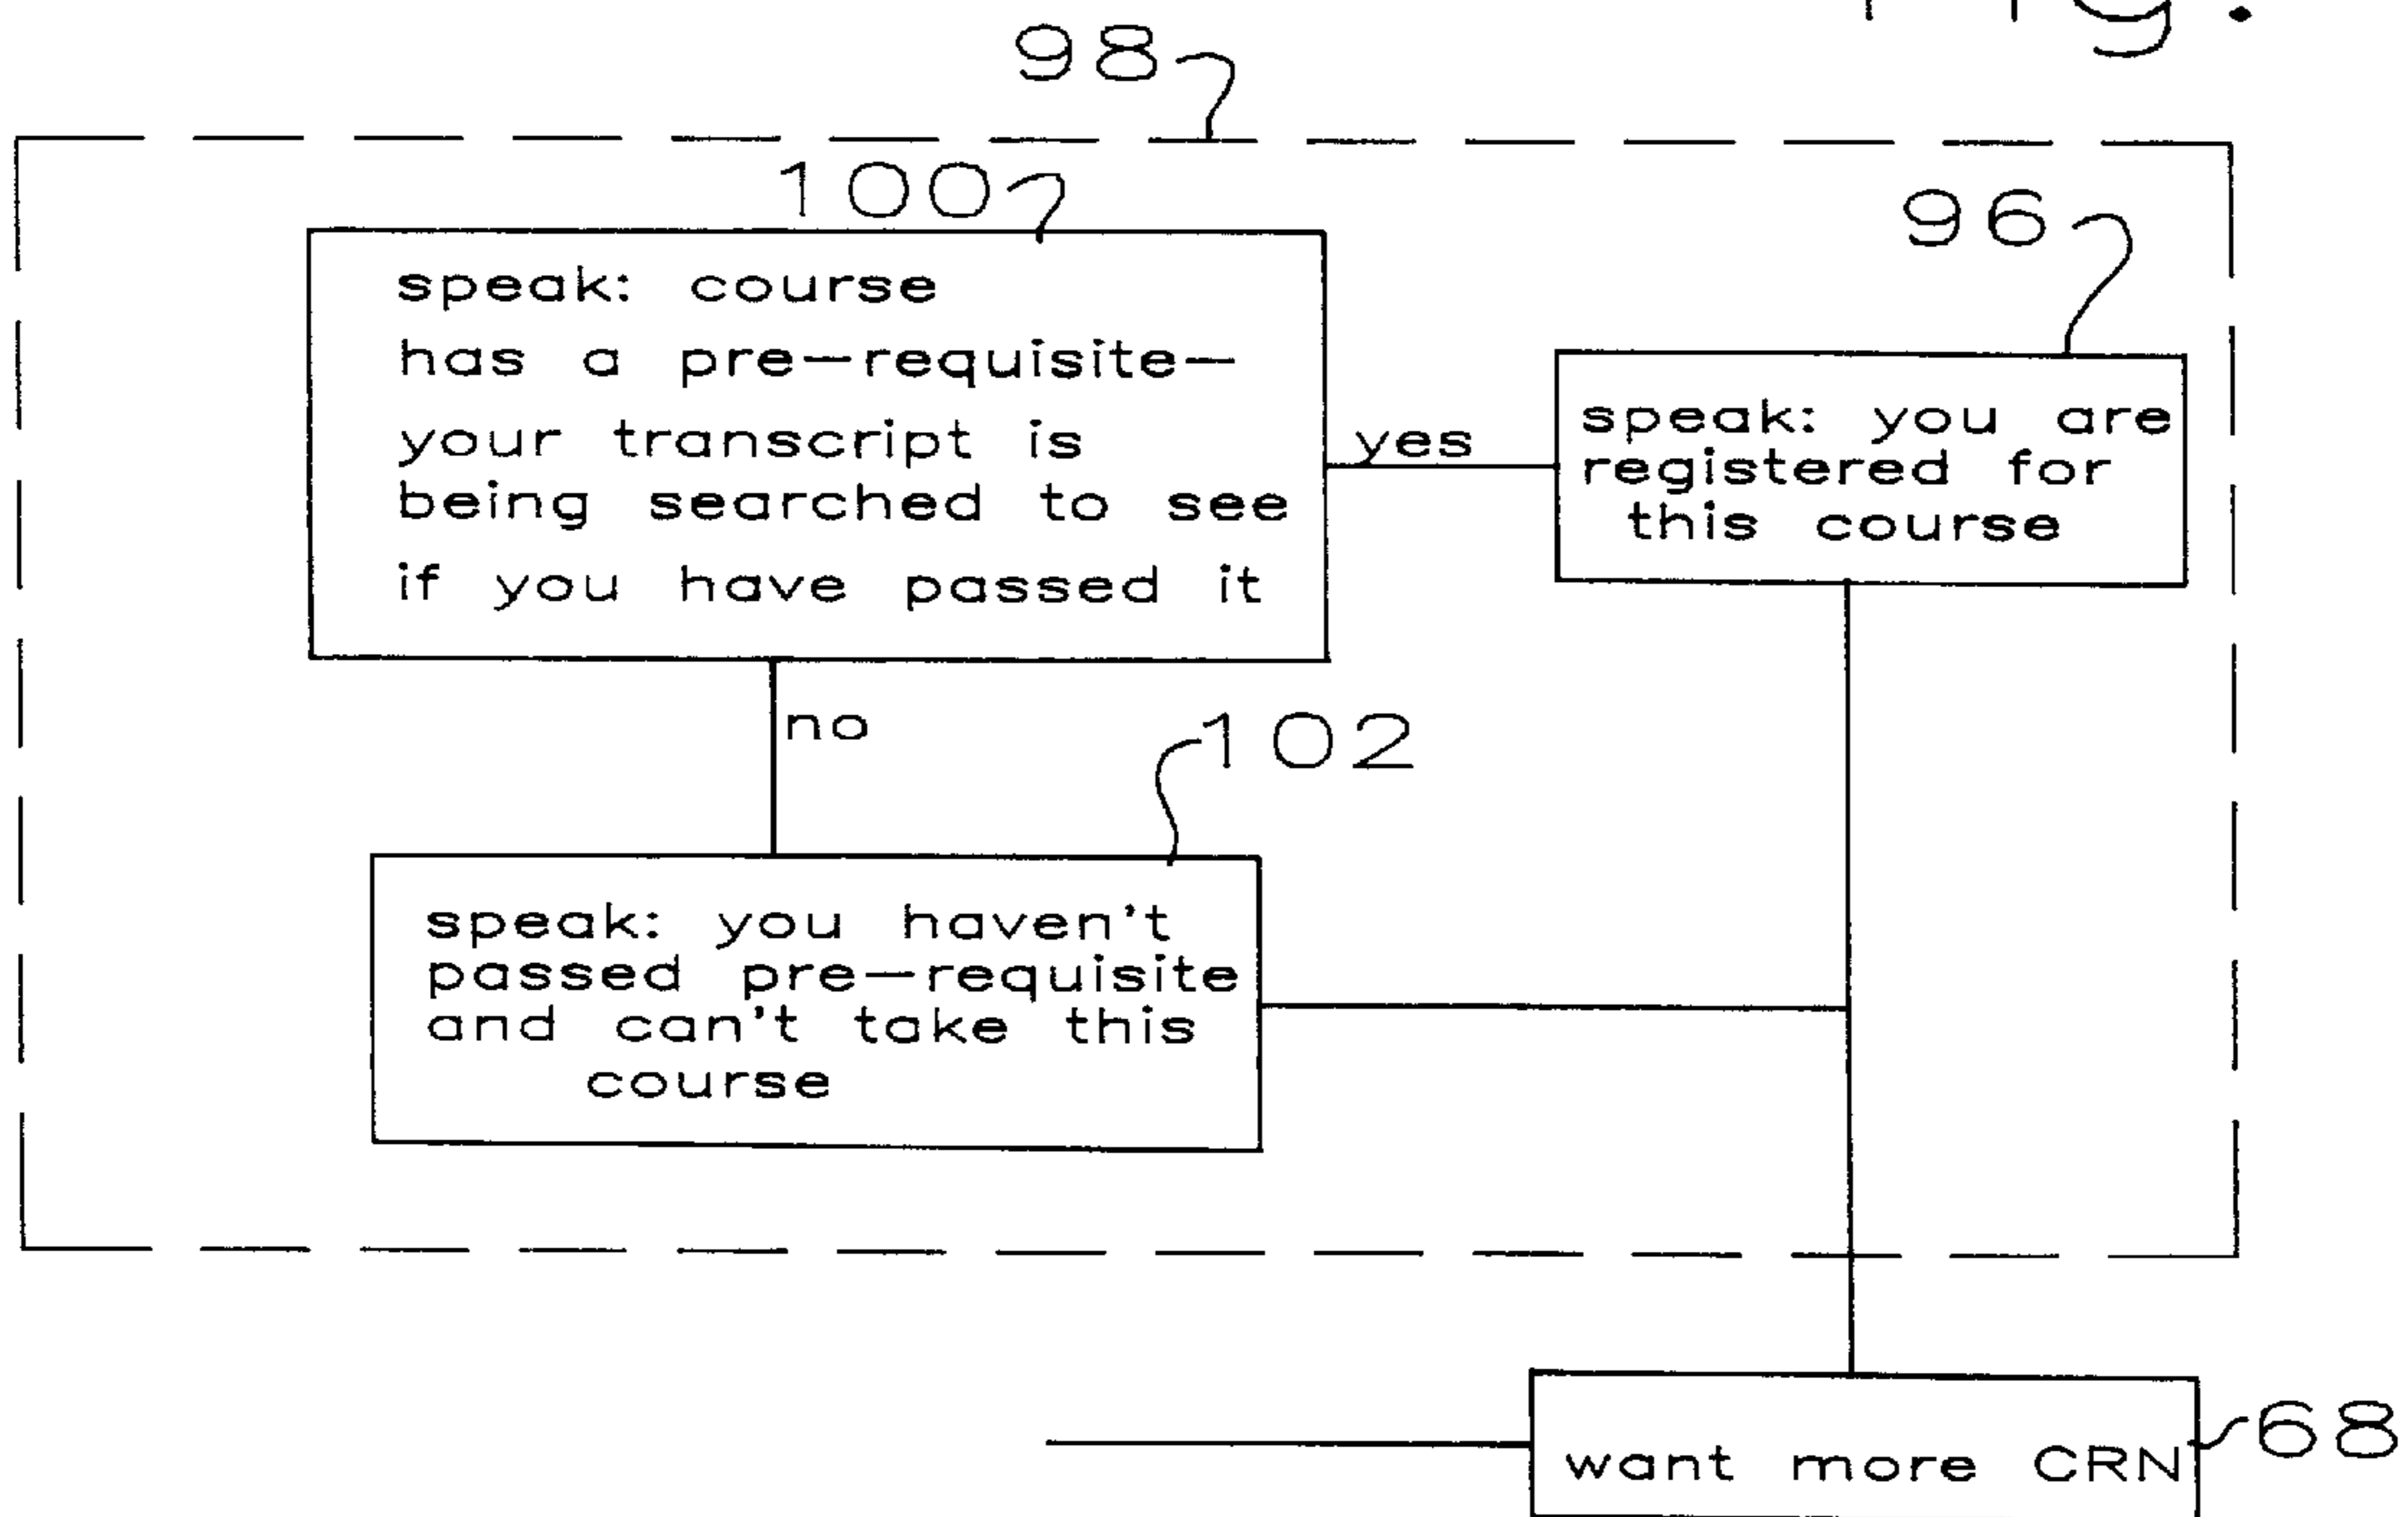 98
100
speak: course
has a pre-requisite-
your transcript is
being searched to see
if you have passed it
yes
96
speak: you are
registered for
this course
no
102
speak: you haven't
passed pre-requisite
and can't take this
course
want more CRN
68